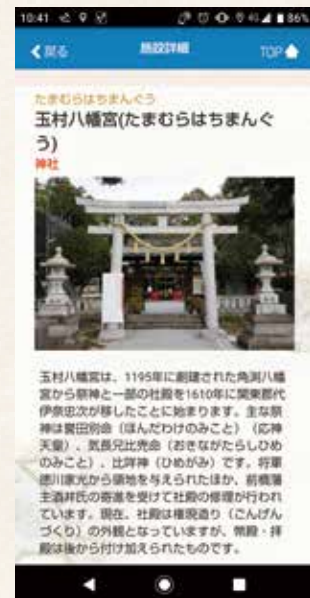 10:41 4G 86%
戻る 施設詳細 TOP
たまむらはちまんぐう
玉村八幡宮(たまむらはちまんぐ
う)
神社
玉村八幡宮は、1195年に創建された角渕八幡
宮から祭神と一部の社殿を1610年に関東郡代
伊奈忠次が移したことに始まります。主な祭
神は誉田別命（ほんだわけのみこと）（応神
天皇）、気長足比売命（おきながたらしひめ
のみこと）、比咩神（ひめがみ）です。将軍
徳川家光から領地を与えられたほか、前橋藩
主酒井氏の寄進を受けて社殿の修理が行われ
ています。現在、社殿は権現造り（ごんげん
づくり）の外観となっていますが、幣殿・拝
殿は後から付け加えられたものです。